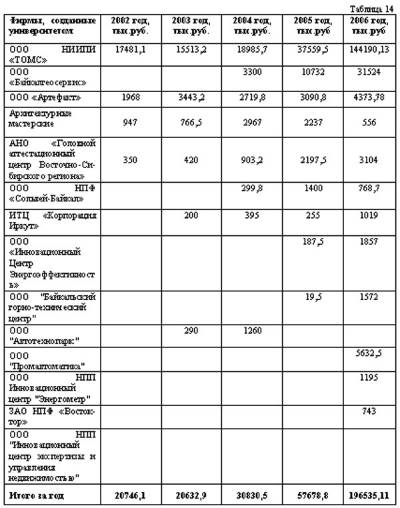 Таблица 14
Фирмы, созданные университетом: 2002 год, тыс.руб. 2003 год, тыс.руб. 2004 год, тыс.руб. 2005 год, тыс.руб. 2006 год, тыс.руб.
ООО НИИПИ «ТОМС» 17481,1 15513,2 18985,7 37559,5 144190,13
ООО «Байкалгеосервис» 3300 10732 31524
ООО «Артефакт» 1968 3443,2 2719,8 3090,8 4373,78
Архитектурные мастерские 947 766,5 2967 2237 556
АНО «Головной аттестационный центр Восточно-Сибирского региона» 350 420 903,2 2197,5 3104
ООО НПФ «Сольвей-Байкал» 299,8 1400 768,7
ИТЦ «Корпорация Иркут» 200 395 255 1019
ООО «Инновационный Центр Энергоэффективность» 187,5 1857
ООО "Байкальский горно-технический центр" 19,5 1572
ООО "Автотехнопарк" 290 1260
ООО "Промавтоматика" 5632,5
ООО НПП Инновационный центр "Энергометр" 1195
ЗАО НПФ «Восток-тор» 743
ООО НПП "Инновационный центр экспертизы и управления недвижимостью"
Итого за год 20746,1 20632,9 30830,5 57678,8 196535,11